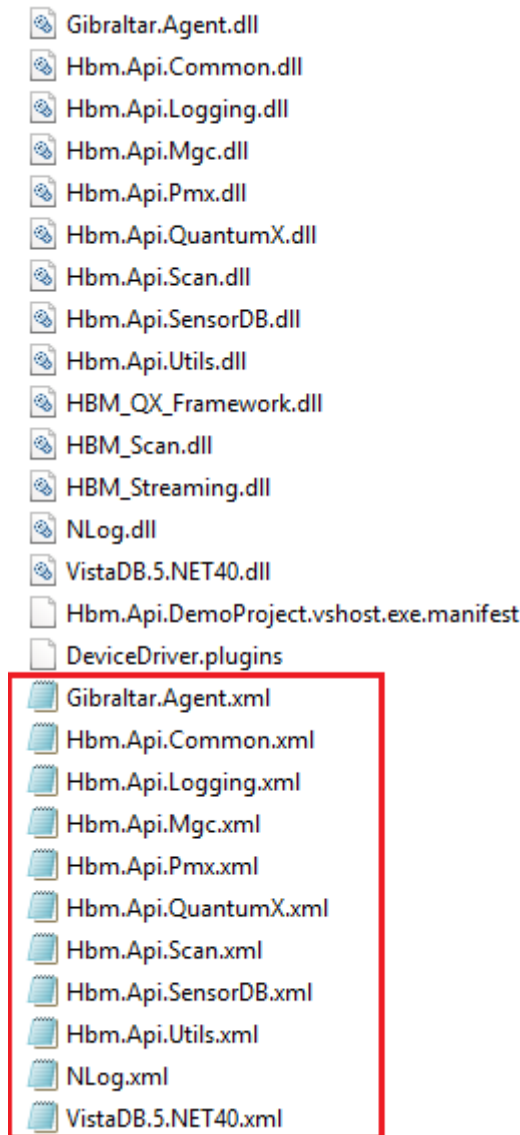 Gibraltar.Agent.dll
Hbm.Api.Common.dll
Hbm.Api.Logging.dll
Hbm.Api.Mgc.dll
Hbm.Api.Pmx.dll
Hbm.Api.QuantumX.dll
Hbm.Api.Scan.dll
Hbm.Api.SensorDB.dll
Hbm.Api.Utils.dll
HBM_QX_Framework.dll
HBM_Scan.dll
HBM_Streaming.dll
NLog.dll
VistaDB.5.NET40.dll
Hbm.Api.DemoProject.vshost.exe.manifest
DeviceDriver.plugins
Gibraltar.Agent.xml
Hbm.Api.Common.xml
Hbm.Api.Logging.xml
Hbm.Api.Mgc.xml
Hbm.Api.Pmx.xml
Hbm.Api.QuantumX.xml
Hbm.Api.Scan.xml
Hbm.Api.SensorDB.xml
Hbm.Api.Utils.xml
NLog.xml
VistaDB.5.NET40.xml